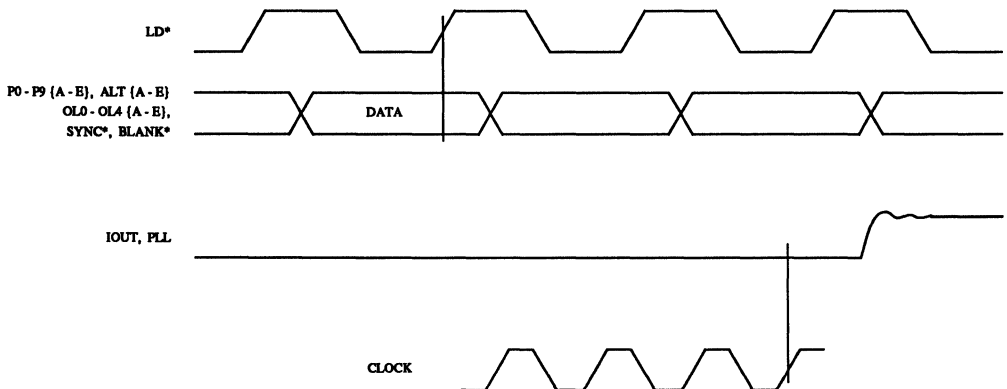 LD*
P0 - P9 {A - E}, ALT {A - E}
OL0 - OL4 {A - E},
DATA
SYNC*, BLANK*
IOUT, PLL
CLOCK